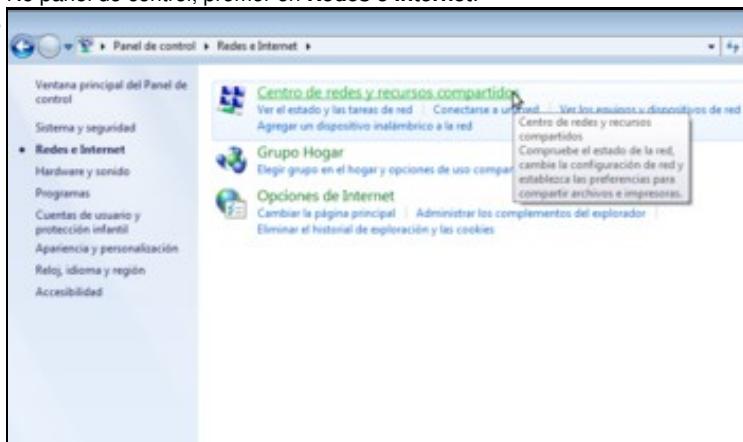 No panel de control, premer en Redes e Internet.
Panel de control ▸ Redes e Internet ▸
Ventana principal del Panel de
control
Sistema y seguridad
Redes e Internet
Hardware y sonido
Programas
Cuentas de usuario y
protección infantil
Apariencia y personalización
Reloj, idioma y región
Accesibilidad
Centro de redes y recursos compartidos
Ver el estado y las tareas de red Conectarse a una red Ver los equipos y dispositivos de red
Agregar un dispositivo inalámbrico a la red
Centro de redes y recursos
compartidos
Compruebe el estado de la red,
cambie la configuración de red y
establezca las preferencias para
compartir archivos e impresoras.
Grupo Hogar
Elegir grupo en el hogar y opciones de uso compar
Opciones de Internet
Cambiar la página principal Administrar los complementos del explorador
Eliminar el historial de exploración y las cookies